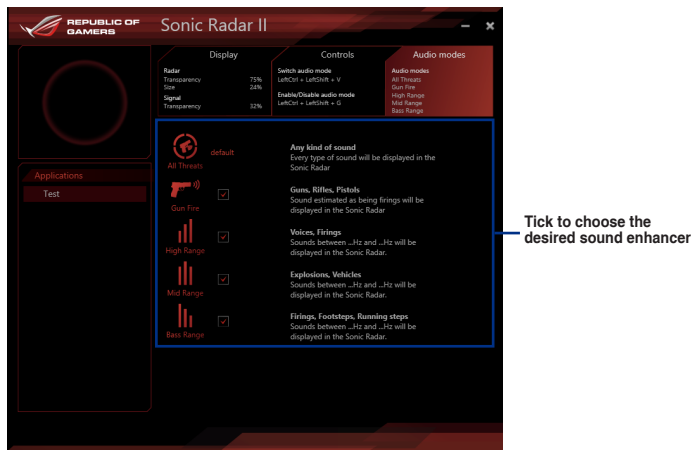 REPUBLIC OF
GAMERS
Sonic Radar II
Display
Radar
Transparency 75%
Size 24%
Signal
Transparency 32%
Controls
Switch audio mode
LeftCtrl + LeftShift + V
Enable/Disable audio mode
LeftCtrl + LeftShift + G
Audio modes
Audio modes
All Threats
Gun Fire
High Range
Mid Range
Bass Range
Applications
Test
All Threats
default
Any kind of sound
Every type of sound will be displayed in the
Sonic Radar
Gun Fire
Guns, Rifles, Pistols
Sound estimated as being firings will be
displayed in the Sonic Radar
High Range
Voices, Firings
Sounds between ...Hz and ...Hz will be
displayed in the Sonic Radar.
Mid Range
Explosions, Vehicles
Sounds between ...Hz and ...Hz will be
displayed in the Sonic Radar.
Bass Range
Firings, Footsteps, Running steps
Sounds between ...Hz and ...Hz will be
displayed in the Sonic Radar.
Tick to choose the
desired sound enhancer